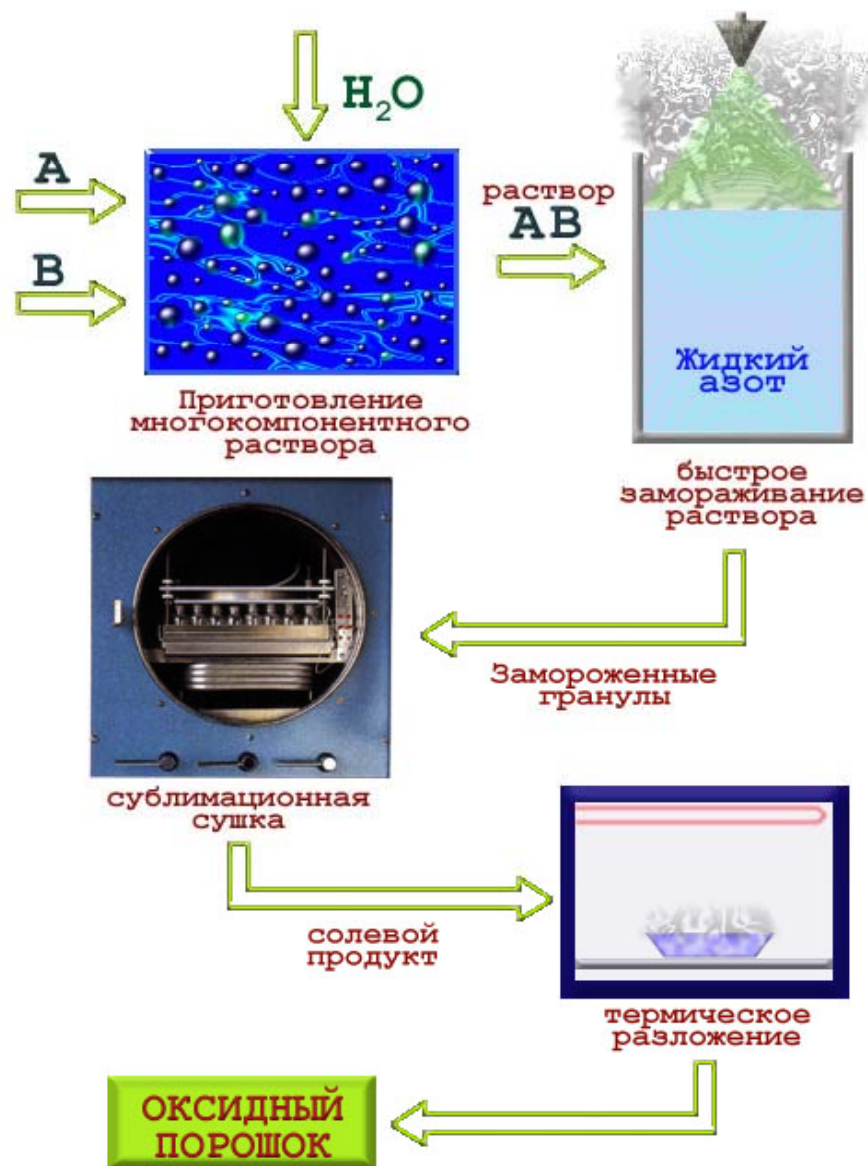 H₂O
A
B
раствор
AB
Жидкий
азот
Приготовление
многокомпонентного
раствора
быстрое
замораживание
раствора
Замороженные
гранулы
сублимационная
сушка
солевой
продукт
термическое
разложение
ОКСИДНЫЙ
ПОРОШОК